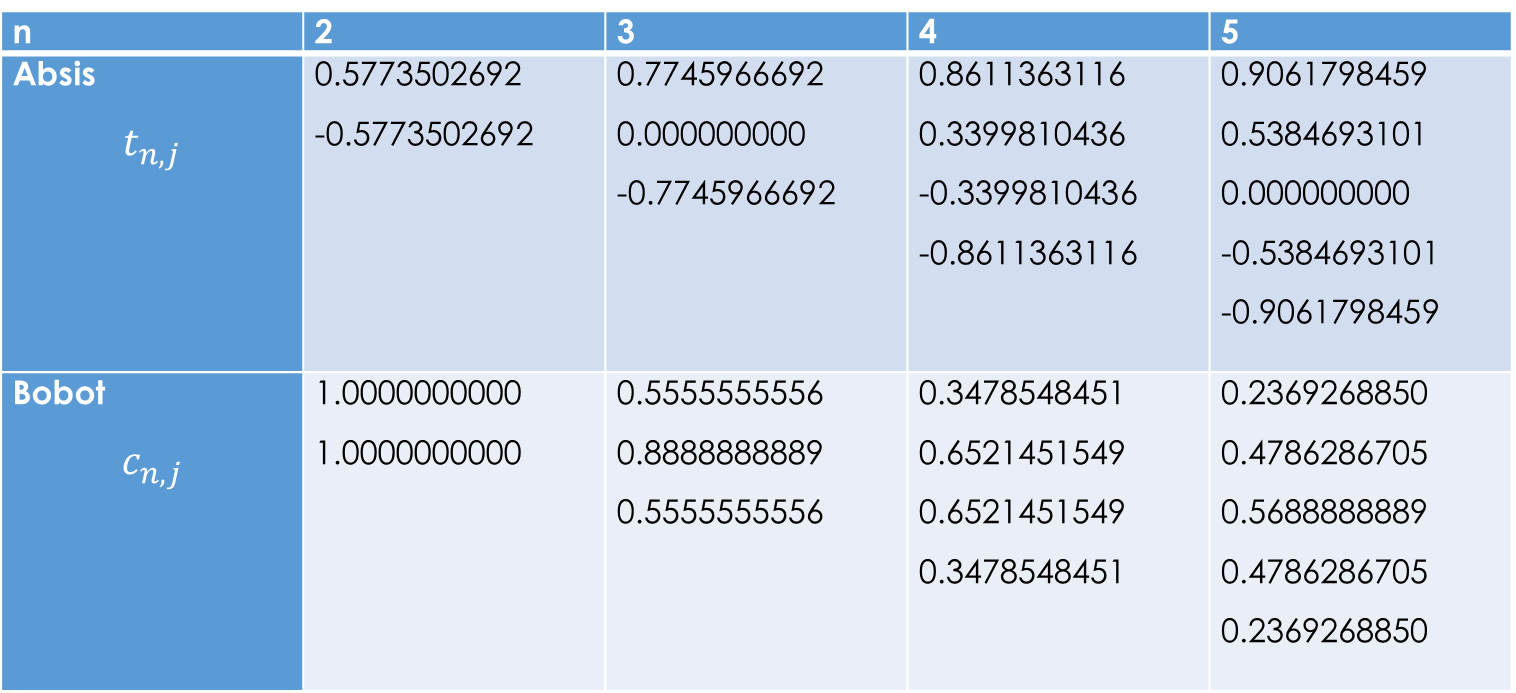 n 2 3 4 5
Absis 0.5773502692 0.7745966692 0.8611363116 0.9061798459
-0.5773502692 0.000000000 0.3399810436 0.5384693101
t_{n,j}
-0.7745966692 -0.3399810436 0.000000000
-0.8611363116 -0.5384693101
-0.9061798459
Bobot 1.0000000000 0.5555555556 0.3478548451 0.2369268850
1.0000000000 0.8888888889 0.6521451549 0.4786286705
c_{n,j}
0.5555555556 0.6521451549 0.5688888889
0.3478548451 0.4786286705
0.2369268850